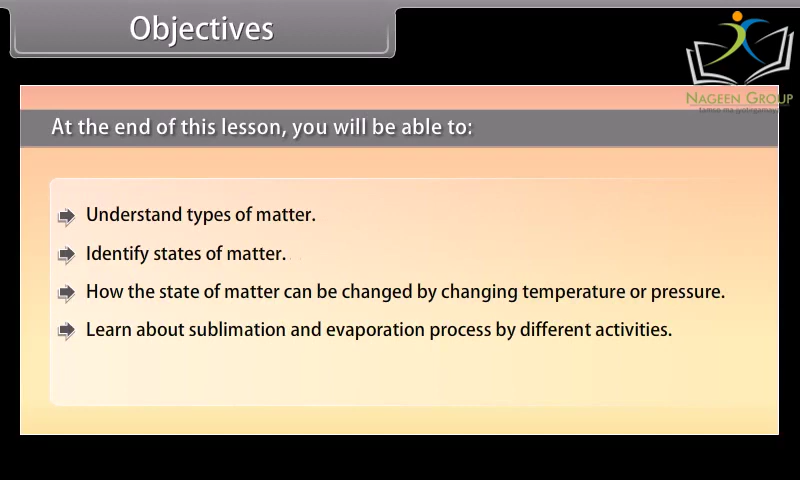 Objectives
NAGEEN GROUP
At the end of this lesson, you will be able to:
Understand types of matter.
Identify states of matter.
How the state of matter can be changed by changing temperature or pressure.
Learn about sublimation and evaporation process by different activities.